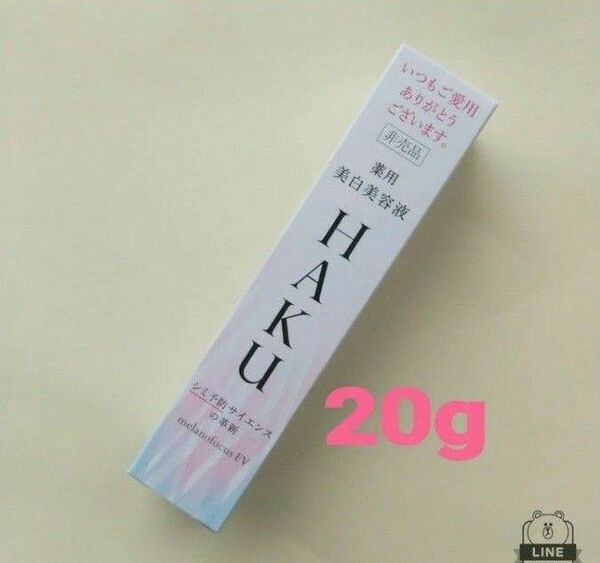 いつもご愛用
ありがとう
ございます。
非売品
薬用
美白美容液
HAKU
シミ予防サイエンス
の革新
melanofocus EV
20g
LINE